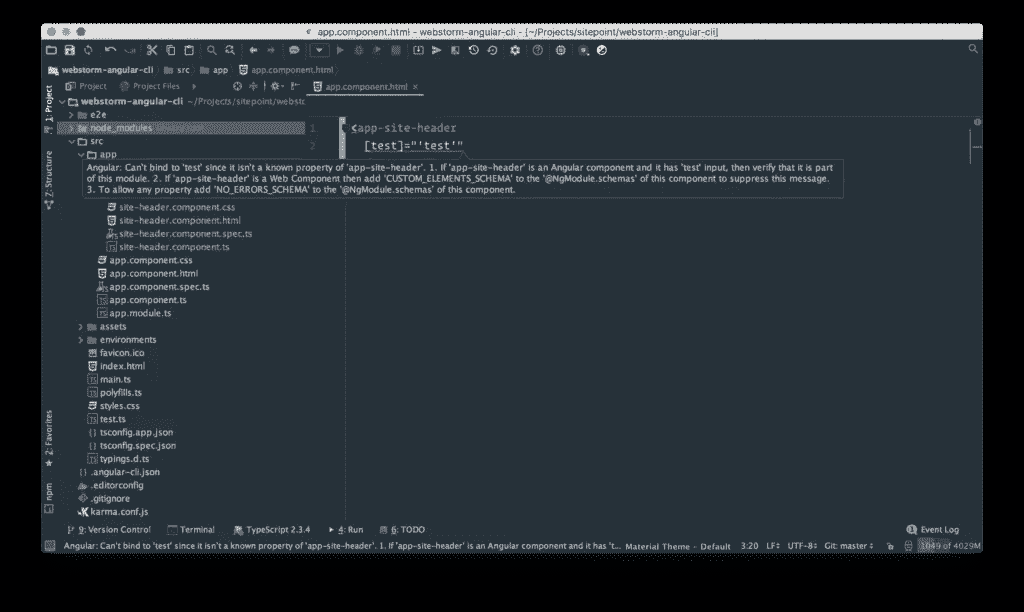 app.component.html - webstorm-angular-cli - [~/Projects/sitepoint/webstorm-angular-cli]
webstorm-angular-cli src app app.component.html
Project Project Files app.component.html
1: Project
webstorm-angular-cli ~/Projects/sitepoint/webstc
e2e
node_modules
src
app
1 <app-site-header
2 [test]="'test'"
Angular: Can't bind to 'test' since it isn't a known property of 'app-site-header'. 1. If 'app-site-header' is an Angular component and it has 'test' input, then verify that it is part
of this module. 2. If 'app-site-header' is a Web Component then add 'CUSTOM_ELEMENTS_SCHEMA' to the '@NgModule.schemas' of this component to suppress this message.
3. To allow any property add 'NO_ERRORS_SCHEMA' to the '@NgModule.schemas' of this component.
Z: Structure
site-header.component.css
site-header.component.html
site-header.component.spec.ts
site-header.component.ts
app.component.css
app.component.html
app.component.spec.ts
app.component.ts
app.module.ts
assets
environments
favicon.ico
index.html
main.ts
polyfills.ts
styles.css
test.ts
tsconfig.app.json
tsconfig.spec.json
typings.d.ts
.angular-cli.json
.editorconfig
.gitignore
karma.conf.js
2: Favorites
npm
9: Version Control Terminal TypeScript 2.3.4 4: Run 6: TODO 1 Event Log
Angular: Can't bind to 'test' since it isn't a known property of 'app-site-header'. 1. If 'app-site-header' is an Angular component and it has 't... Material Theme - Default 3:20 LF UTF-8 Git: master 1049 of 4029M